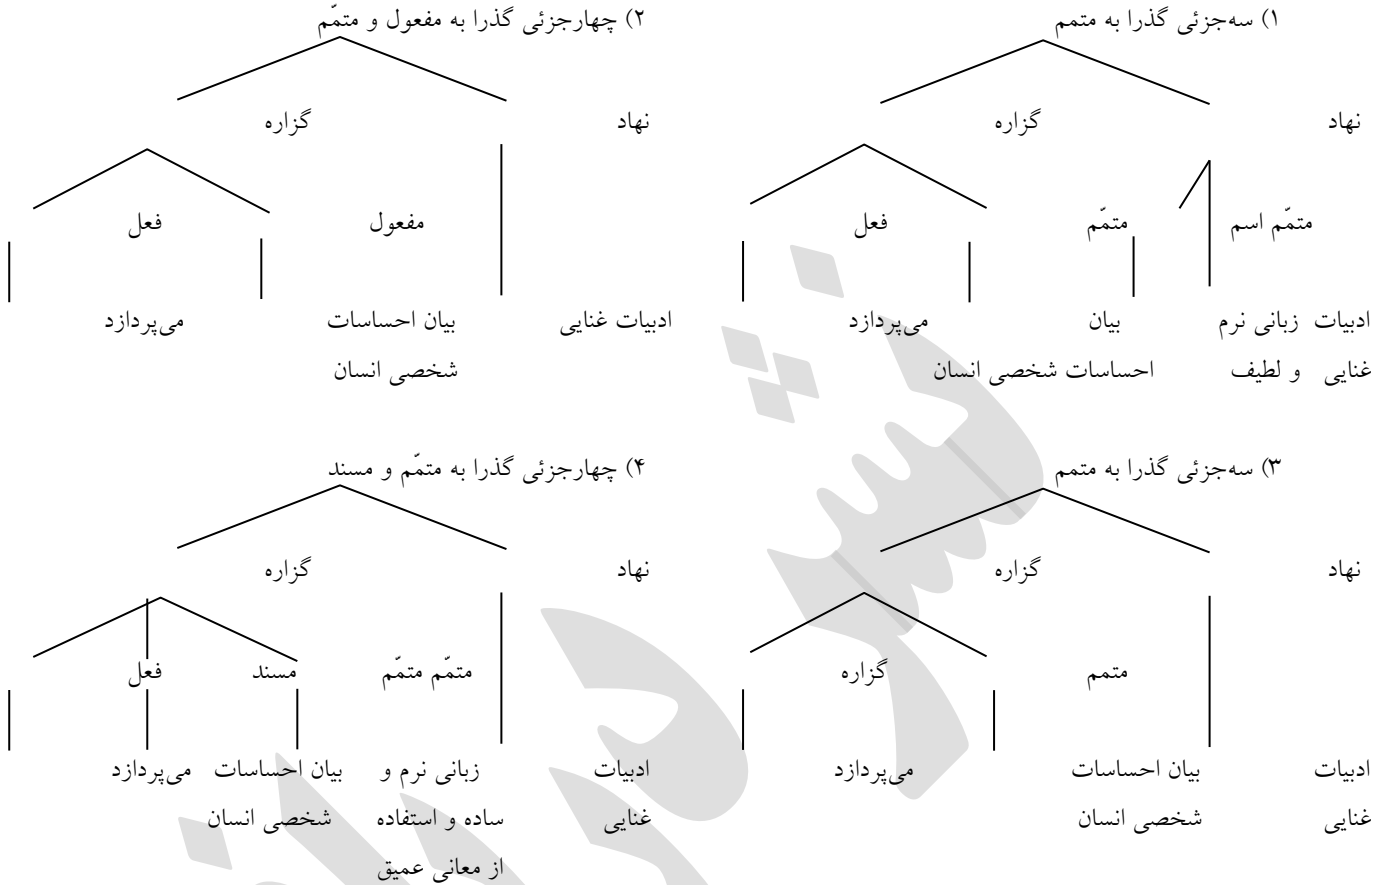 ۱) سه‌جزئی گذرا به متمم
نهاد گزاره
متمّم اسم متمّم فعل
ادبیات زبانی نرم بیان می‌پردازد
غنایی و لطیف احساسات شخصی انسان
۲) چهارجزئی گذرا به مفعول و متمّم
نهاد گزاره
مفعول فعل
ادبیات غنایی بیان احساسات می‌پردازد
شخصی انسان
۳) سه‌جزئی گذرا به متمم
نهاد گزاره
متمم گزاره
ادبیات بیان احساسات می‌پردازد
غنایی شخصی انسان
۴) چهارجزئی گذرا به متمّم و مسند
نهاد گزاره
متمّم متمّم مسند فعل
ادبیات زبانی نرم و بیان احساسات می‌پردازد
غنایی ساده و استفاده شخصی انسان
از معانی عمیق